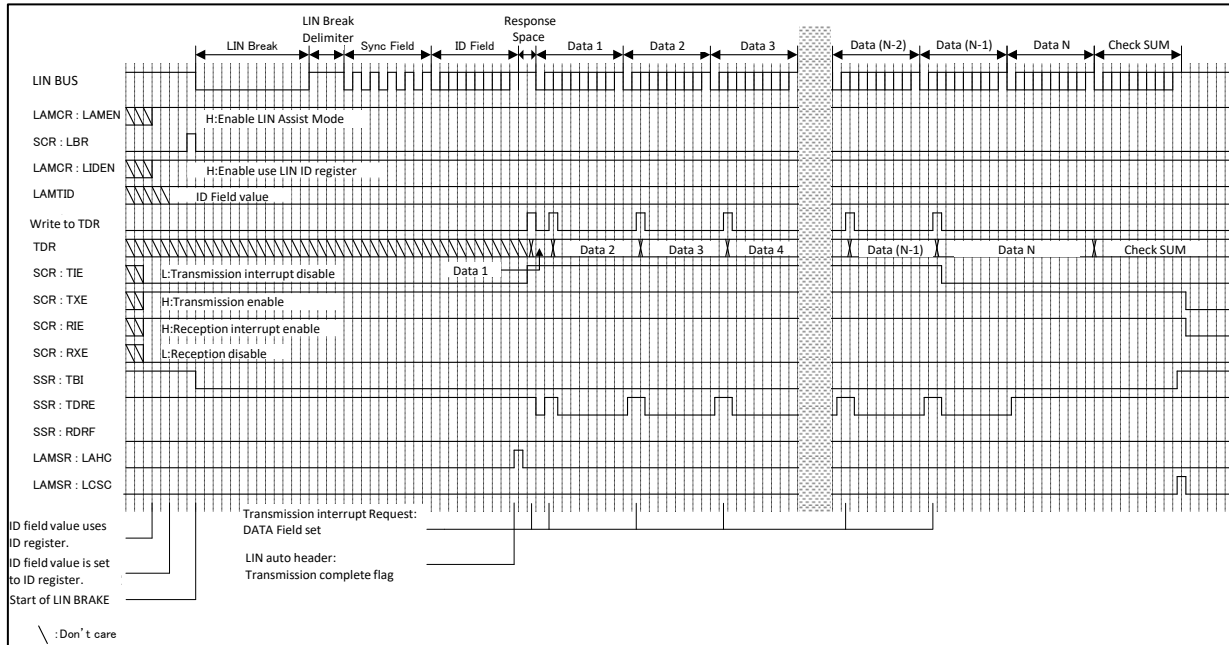 LIN Break
LIN Break
Delimiter
Sync Field
ID Field
Response
Space
Data 1
Data 2
Data 3
Data (N-2)
Data (N-1)
Data N
Check SUM
LIN BUS
LAMCR : LAMEN
H:Enable LIN Assist Mode
SCR : LBR
LAMCR : LIDEN
H:Enable use LIN ID register
LAMTID
ID Field value
Write to TDR
TDR
Data 1
Data 2
Data 3
Data 4
Data (N-1)
Data N
Check SUM
SCR : TIE
L:Transmission interrupt disable
SCR : TXE
H:Transmission enable
SCR : RIE
H:Reception interrupt enable
SCR : RXE
L:Reception disable
SSR : TBI
SSR : TDRE
SSR : RDRF
LAMSR : LAHC
LAMSR : LCSC
ID field value uses
ID register.
ID field value is set
to ID register.
Start of LIN BRAKE
Transmission interrupt Request:
DATA Field set
LIN auto header:
Transmission complete flag
:Don't care